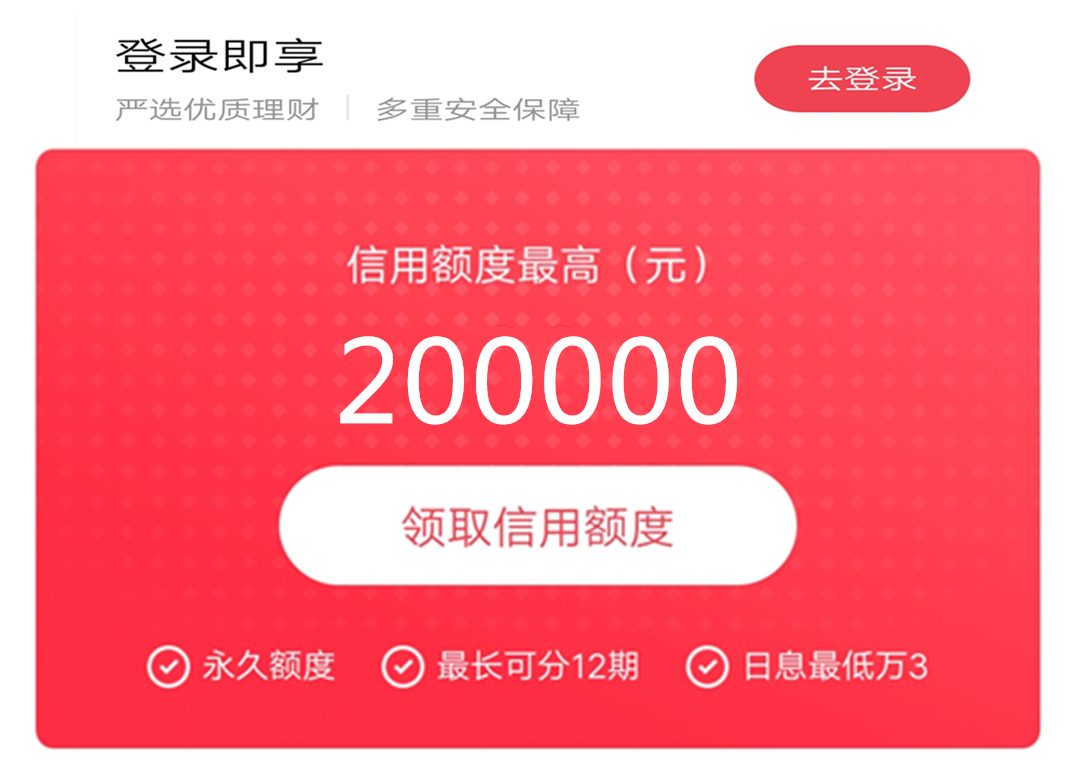 登录即享
严选优质理财 | 多重安全保障
去登录
信用额度最高（元）
200000
领取信用额度
永久额度 最长可分12期 日息最低万3